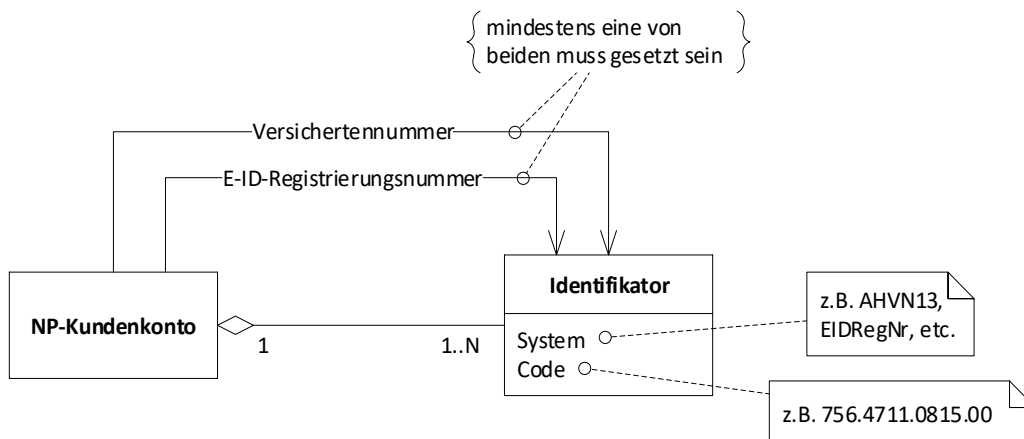 mindestens eine von
beiden muss gesetzt sein
Versichertennummer
E-ID-Registrierungsnummer
NP-Kundenkonto
1
1..N
Identifikator
System
Code
z.B. AHVN13,
EIDRegNr, etc.
z.B. 756.4711.0815.00